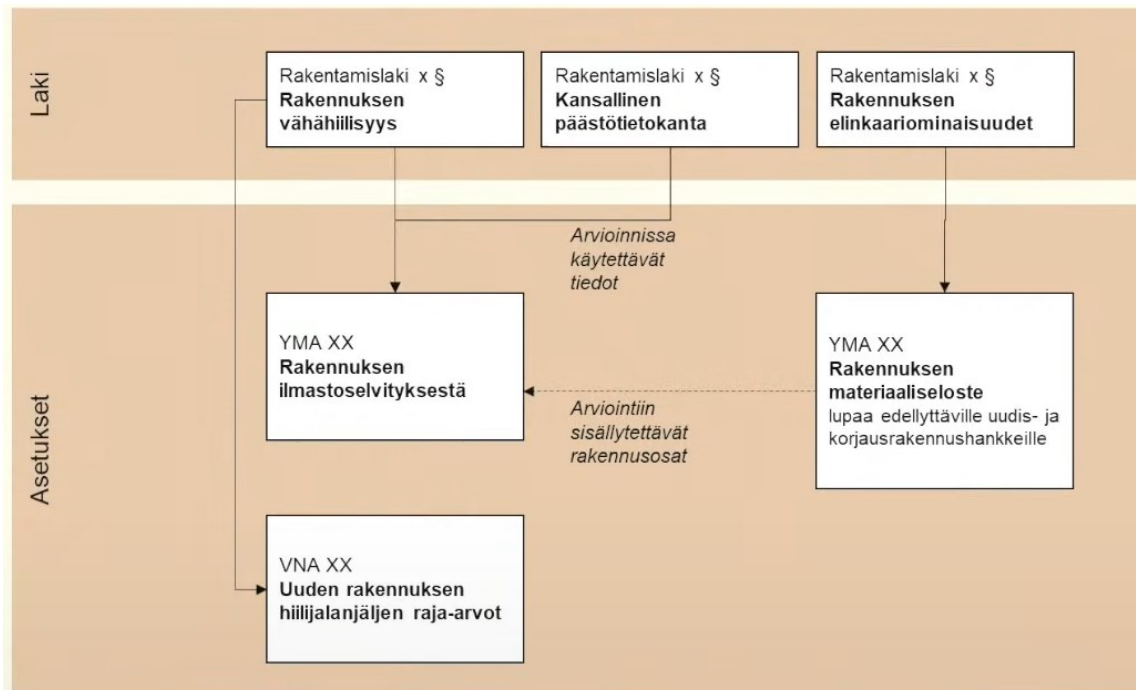 Laki
Rakentamislaki x §
Rakennuksen
vähähiilisyys
Rakentamislaki x §
Kansallinen
päästötietokanta
Rakentamislaki x §
Rakennuksen
elinkaariominaisuudet
Asetukset
Arvioinnissa
käytettävät
tiedot
YMA XX
Rakennuksen
ilmastoselvityksestä
Arviointiin
sisällytettävät
rakennusosat
YMA XX
Rakennuksen
materiaaliseloste
lupaa edellyttäville uudis- ja
korjausrakennushankkeille
VNA XX
Uuden rakennuksen
hiilijalanjäljen raja-arvot